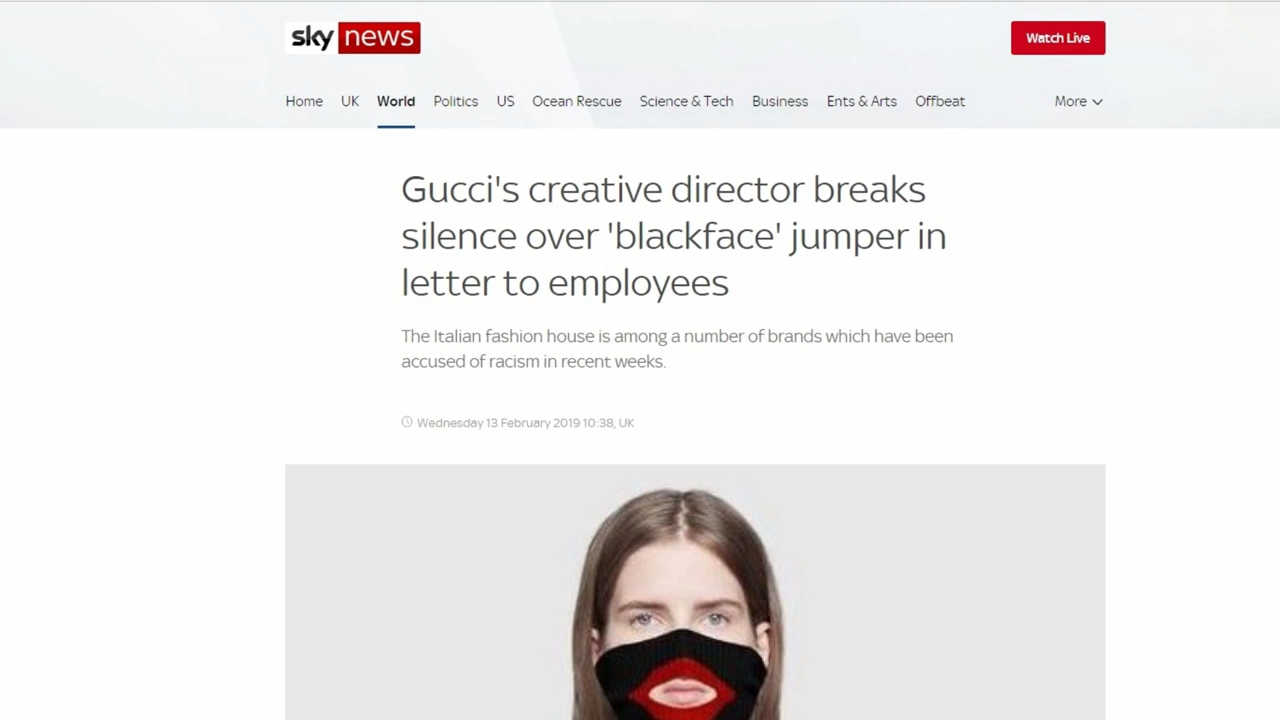 sky news
Watch Live
Home UK World Politics US Ocean Rescue Science & Tech Business Ents & Arts Offbeat More
Gucci's creative director breaks
silence over 'blackface' jumper in
letter to employees
The Italian fashion house is among a number of brands which have been
accused of racism in recent weeks.
Wednesday 13 February 2019 10:38, UK